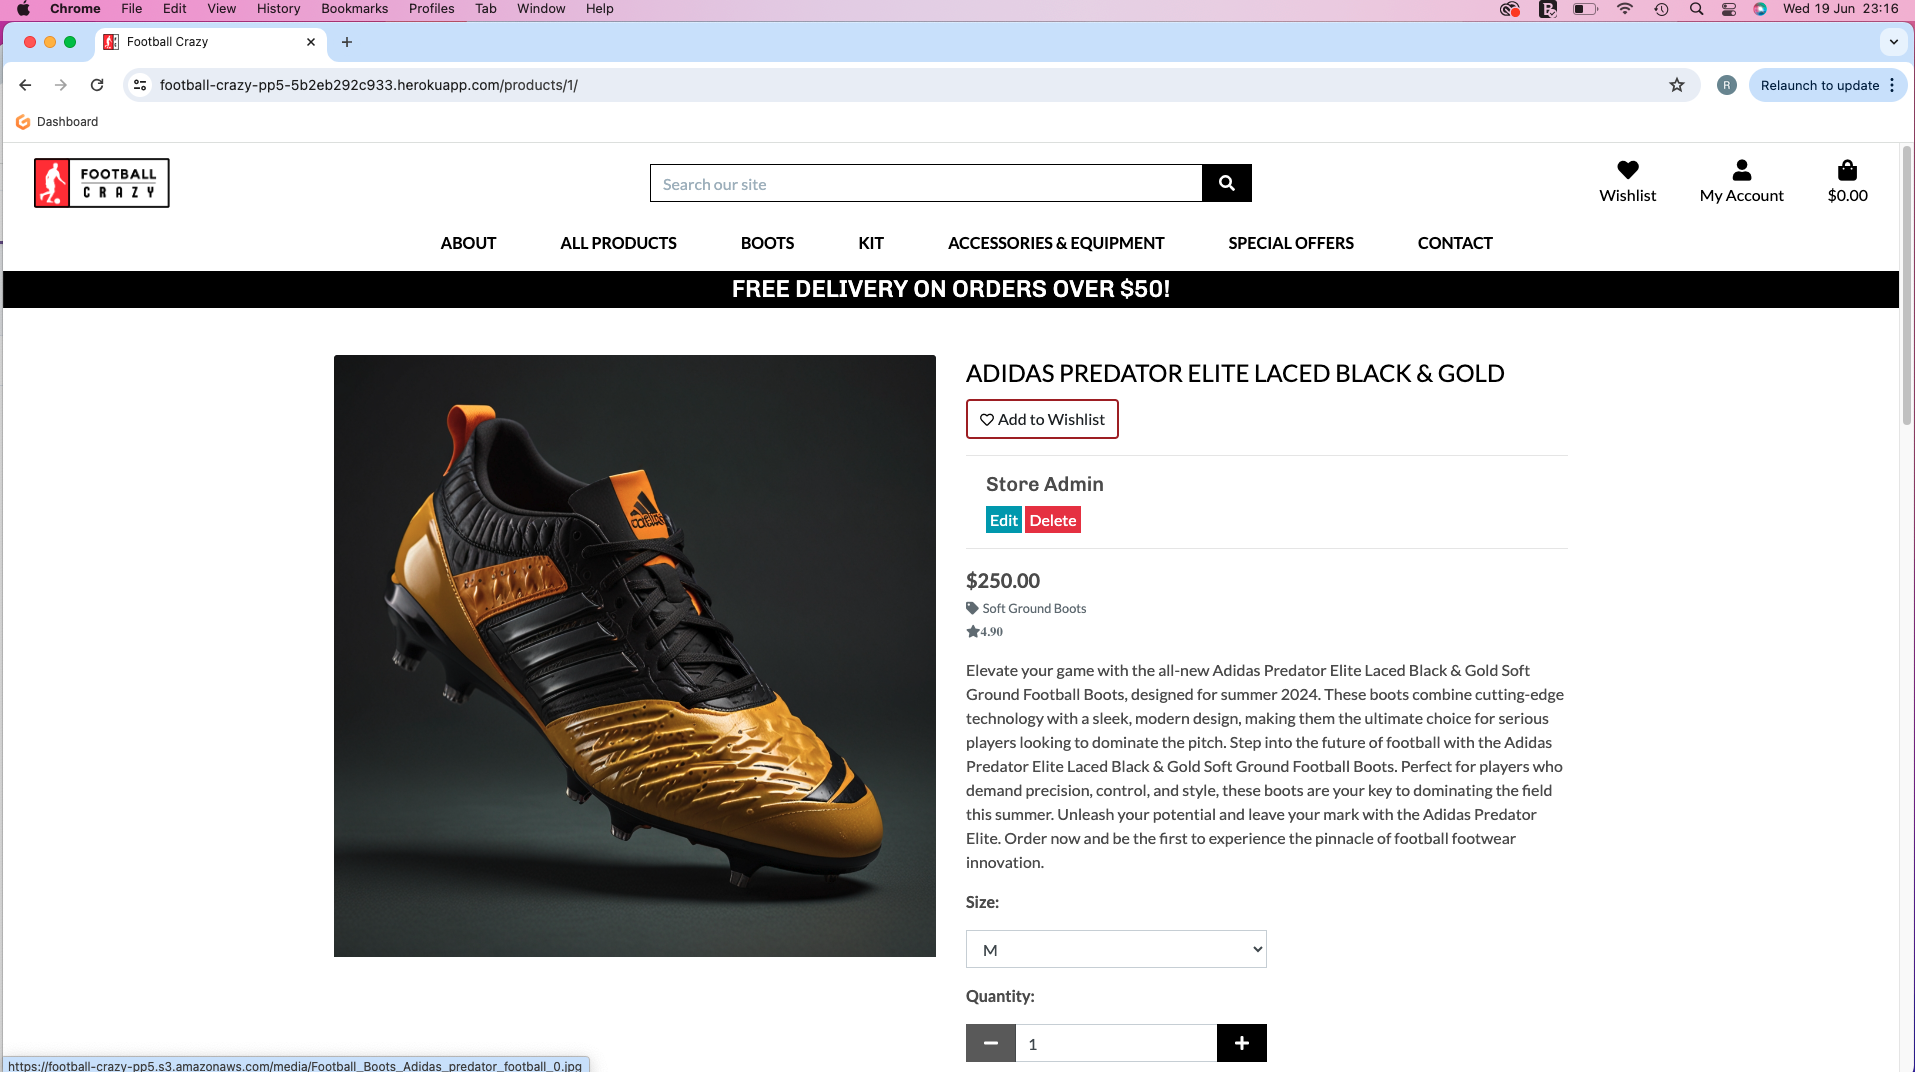 Chrome File Edit View History Bookmarks Profiles Tab Window Help Wed 19 Jun 23:16
Football Crazy
football-crazy-pp5-5b2eb292c933.herokuapp.com/products/1/ R Relaunch to update
Dashboard
FOOTBALL
CRAZY
Search our site
Wishlist My Account $0.00
ABOUT ALL PRODUCTS BOOTS KIT ACCESSORIES & EQUIPMENT SPECIAL OFFERS CONTACT
FREE DELIVERY ON ORDERS OVER $50!
ADIDAS PREDATOR ELITE LACED BLACK & GOLD
Add to Wishlist
Store Admin
Edit Delete
$250.00
Soft Ground Boots
4.90
Elevate your game with the all-new Adidas Predator Elite Laced Black & Gold Soft
Ground Football Boots, designed for summer 2024. These boots combine cutting-edge
technology with a sleek, modern design, making them the ultimate choice for serious
players looking to dominate the pitch. Step into the future of football with the Adidas
Predator Elite Laced Black & Gold Soft Ground Football Boots. Perfect for players who
demand precision, control, and style, these boots are your key to dominating the field
this summer. Unleash your potential and leave your mark with the Adidas Predator
Elite. Order now and be the first to experience the pinnacle of football footwear
innovation.
Size:
M
Quantity:
1
https://football-crazy-pp5.s3.amazonaws.com/media/Football_Boots_Adidas_predator_football_0.jpg